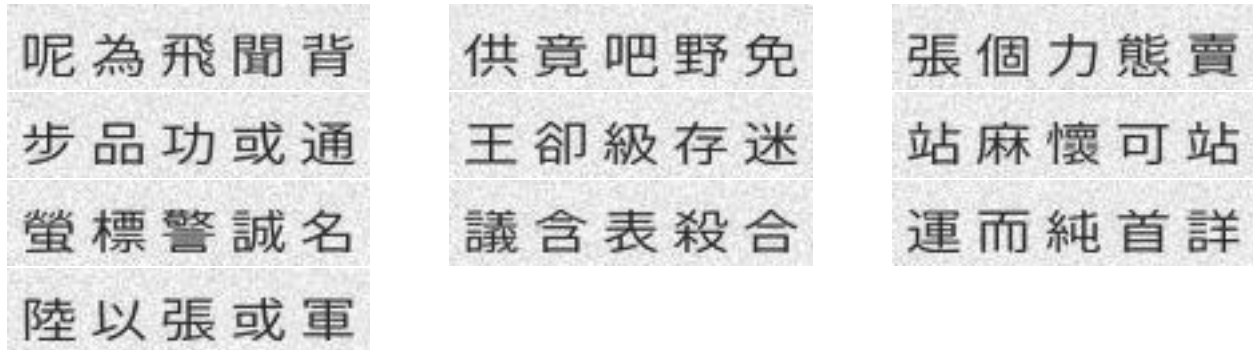 呢為飛聞背
供竟吧野免
張個力態賣
步品功或通
王卻級存迷
站麻懷可站
螢標警誠名
議含表殺合
運而純首詳
陸以張或軍